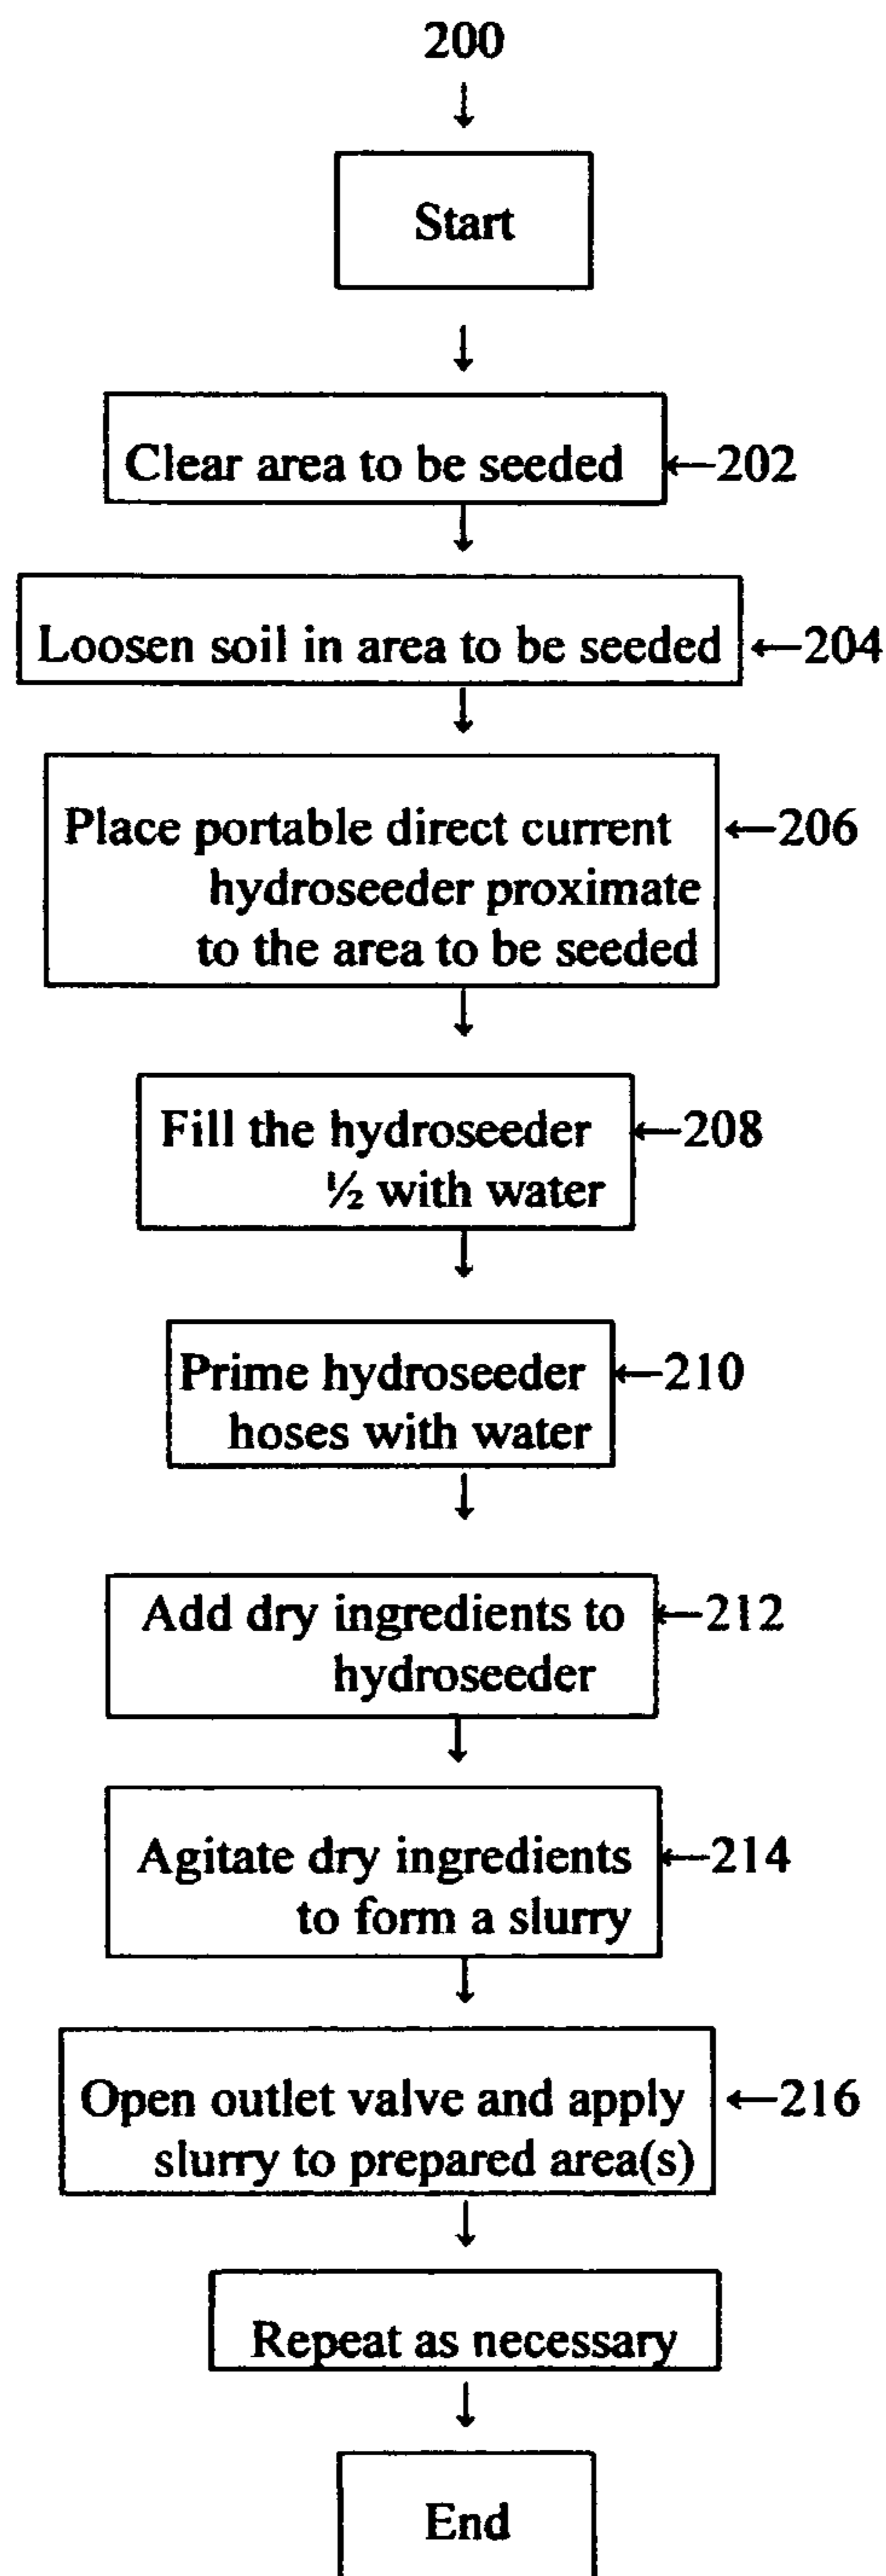 200
Start
Clear area to be seeded 202
Loosen soil in area to be seeded 204
Place portable direct current 206
hydroseeder proximate
to the area to be seeded
Fill the hydroseeder 208
½ with water
Prime hydroseeder 210
hoses with water
Add dry ingredients to 212
hydroseeder
Agitate dry ingredients 214
to form a slurry
Open outlet valve and apply 216
slurry to prepared area(s)
Repeat as necessary
End